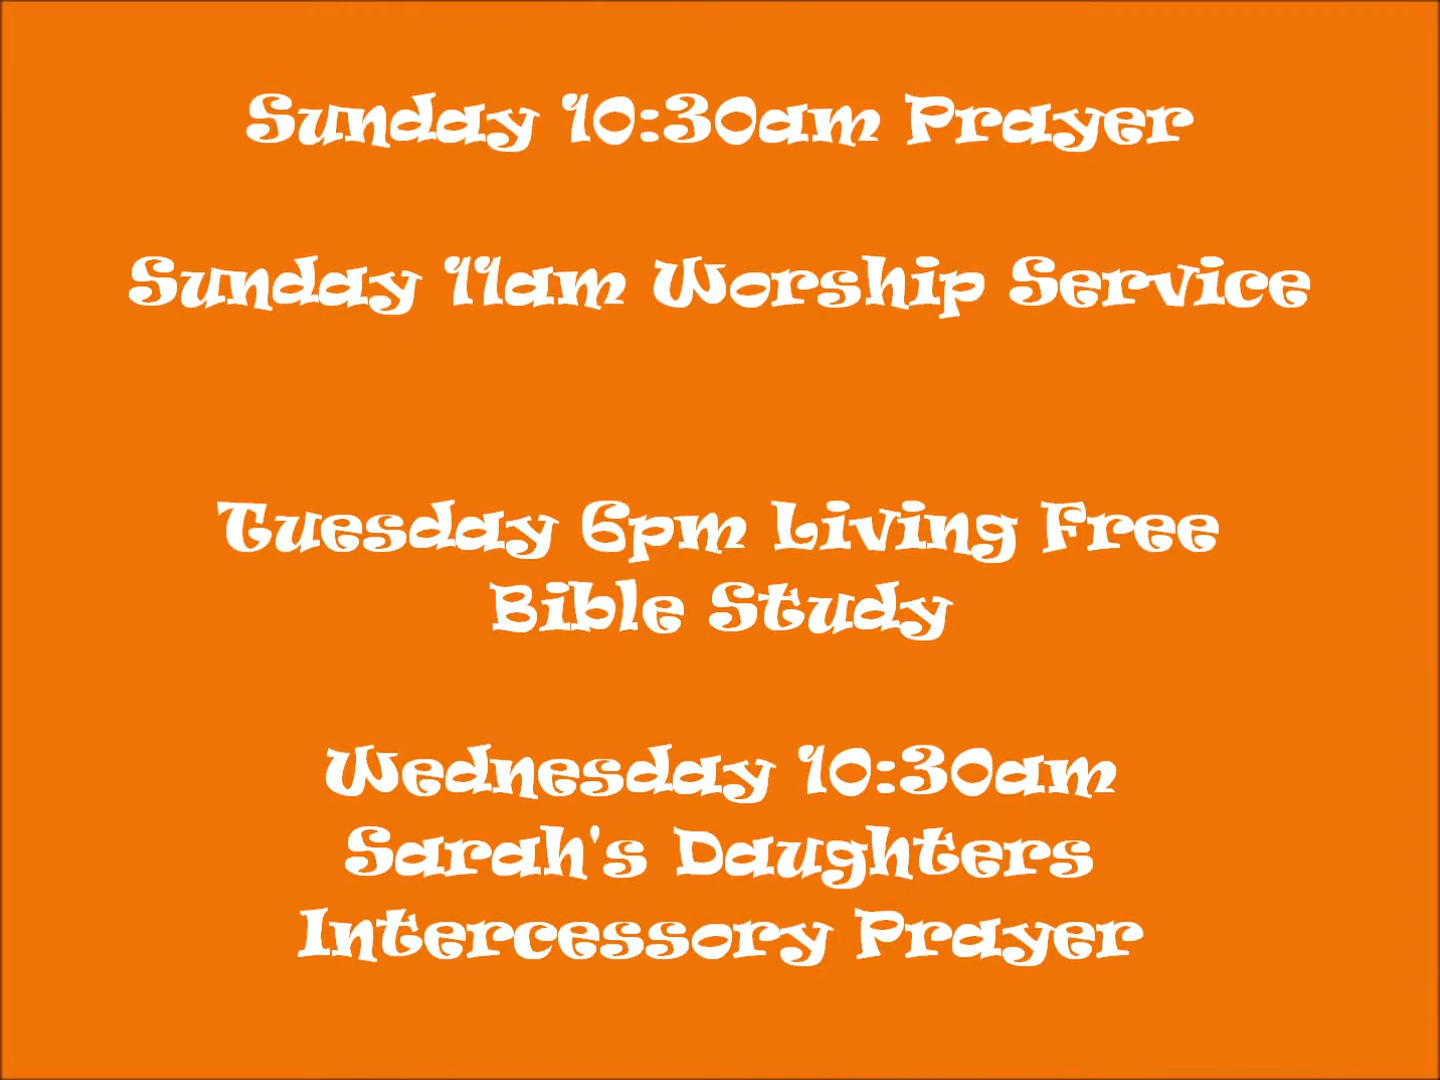 Sunday 10:30am Prayer
Sunday 11am Worship Service
Tuesday 6pm Living Free
Bible Study
Wednesday 10:30am
Sarah's Daughters
Intercessory Prayer